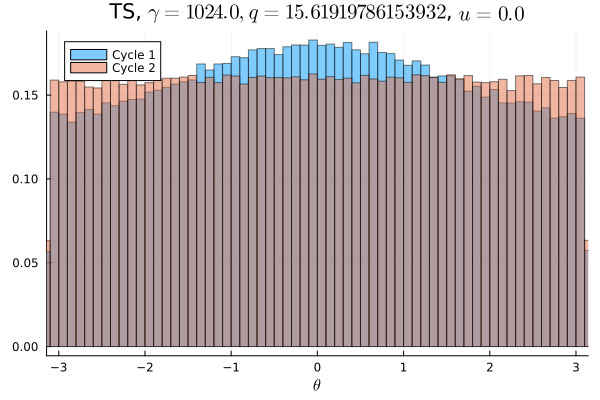 TS, γ = 1024.0, q = 15.61919786153932, u = 0.0
Cycle 1
Cycle 2
0.15
0.10
0.05
0.00
−3 −2 −1 0 1 2 3
θ